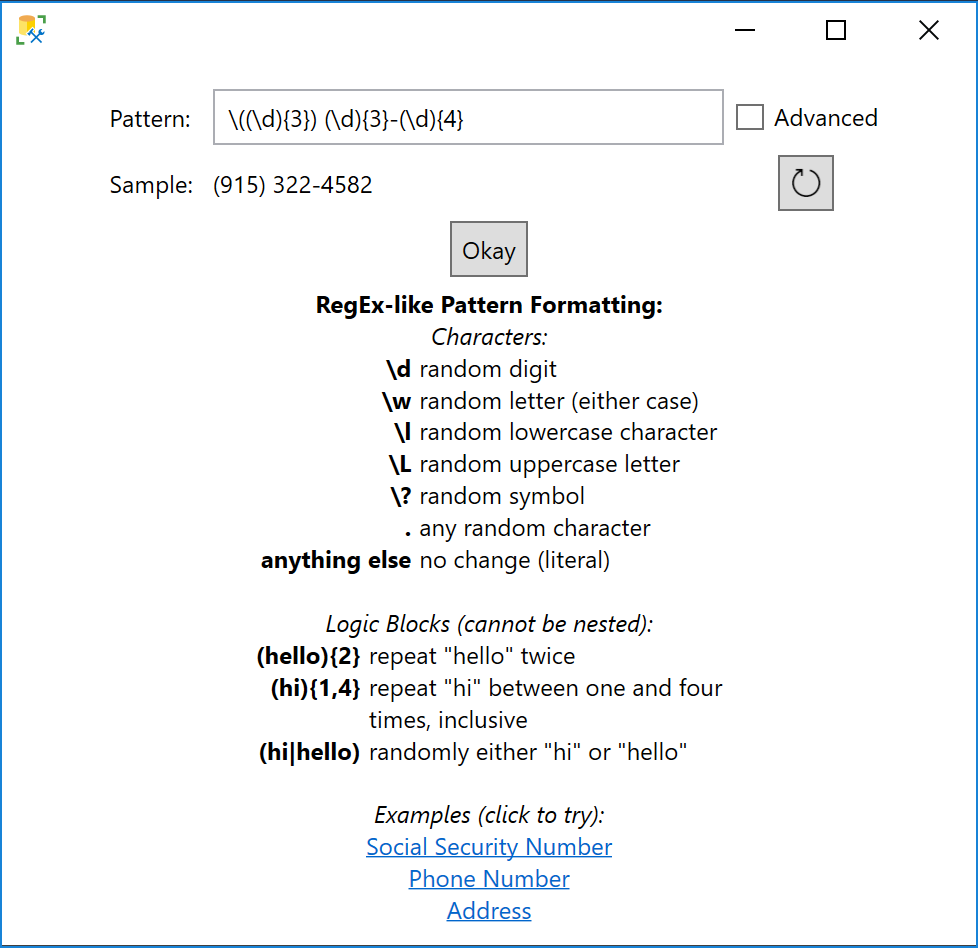 Pattern: \((\d){3}) (\d){3}-(\d){4} Advanced
Sample: (915) 322-4582
Okay
RegEx-like Pattern Formatting:
Characters:
\d random digit
\w random letter (either case)
\l random lowercase character
\L random uppercase letter
\? random symbol
. any random character
anything else no change (literal)
Logic Blocks (cannot be nested):
(hello){2} repeat "hello" twice
(hi){1,4} repeat "hi" between one and four
times, inclusive
(hi|hello) randomly either "hi" or "hello"
Examples (click to try):
Social Security Number
Phone Number
Address